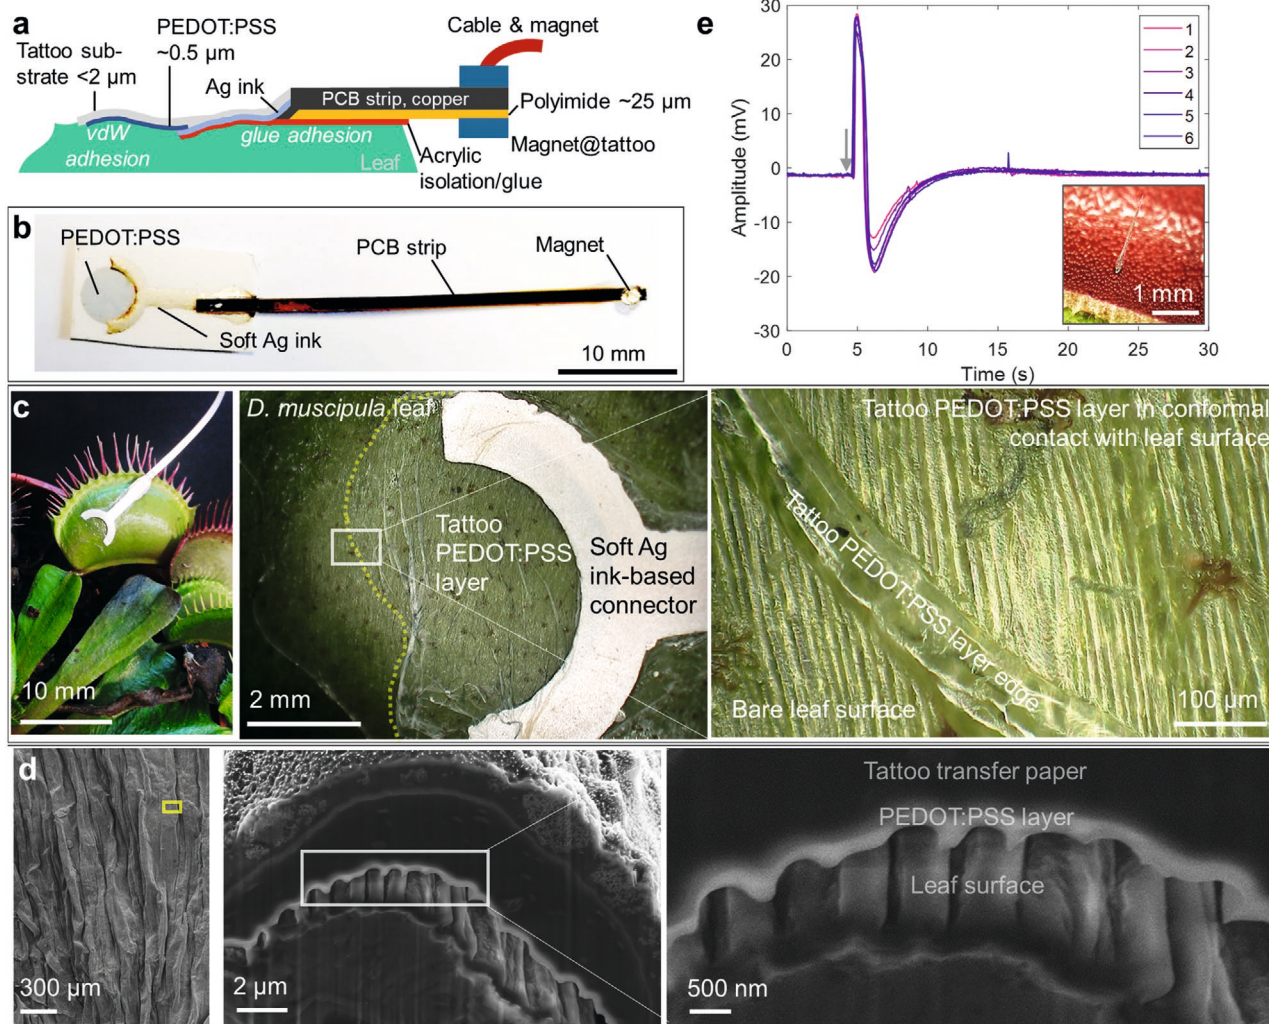 a
Tattoo sub-
strate <2 µm
PEDOT:PSS
~0.5 µm
Ag ink
Cable & magnet
PCB strip, copper
Polyimide ~25 µm
Magnet@tattoo
vdW
adhesion
glue adhesion
Leaf
Acrylic
isolation/glue
b
PEDOT:PSS
PCB strip
Magnet
Soft Ag ink
10 mm
e
Amplitude (mV)
30
20
10
0
-10
-20
-30
0
5
10
15
20
25
30
Time (s)
1
2
3
4
5
6
1 mm
c
10 mm
D. muscipula leaf
Tattoo
PEDOT:PSS
layer
Soft Ag
ink-based
connector
2 mm
Tattoo PEDOT:PSS layer in conformal
contact with leaf surface
Tattoo PEDOT:PSS layer edge
Bare leaf surface
100 µm
d
300 µm
2 µm
Tattoo transfer paper
PEDOT:PSS layer
Leaf surface
500 nm